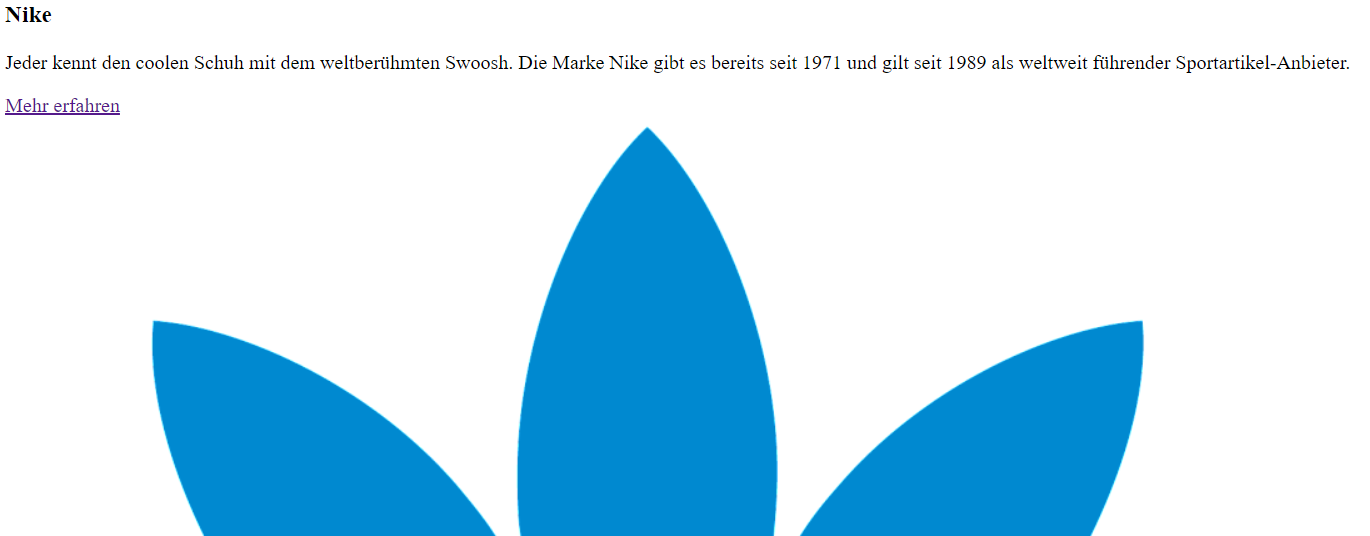 Nike
Jeder kennt den coolen Schuh mit dem weltberühmten Swoosh. Die Marke Nike gibt es bereits seit 1971 und gilt seit 1989 als weltweit führender Sportartikel-Anbieter.
Mehr erfahren